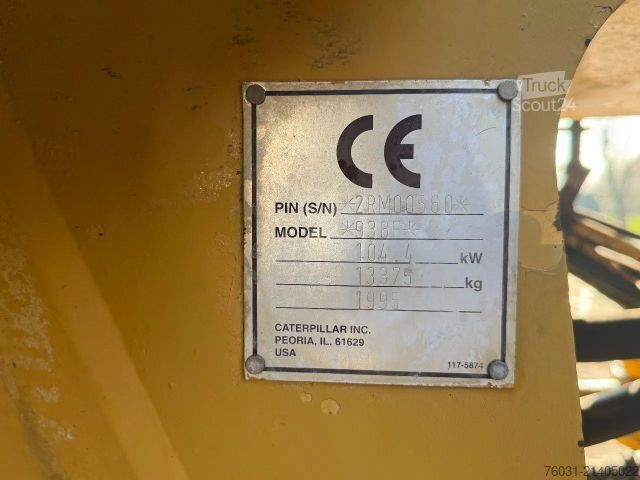 Truck
Scout24
CE
PIN (S/N) *2RM00560*
MODEL *938F*
104.4 kW
13375 kg
1995
CATERPILLAR INC.
PEORIA, IL. 61629
USA
117-5874
76031-21405022